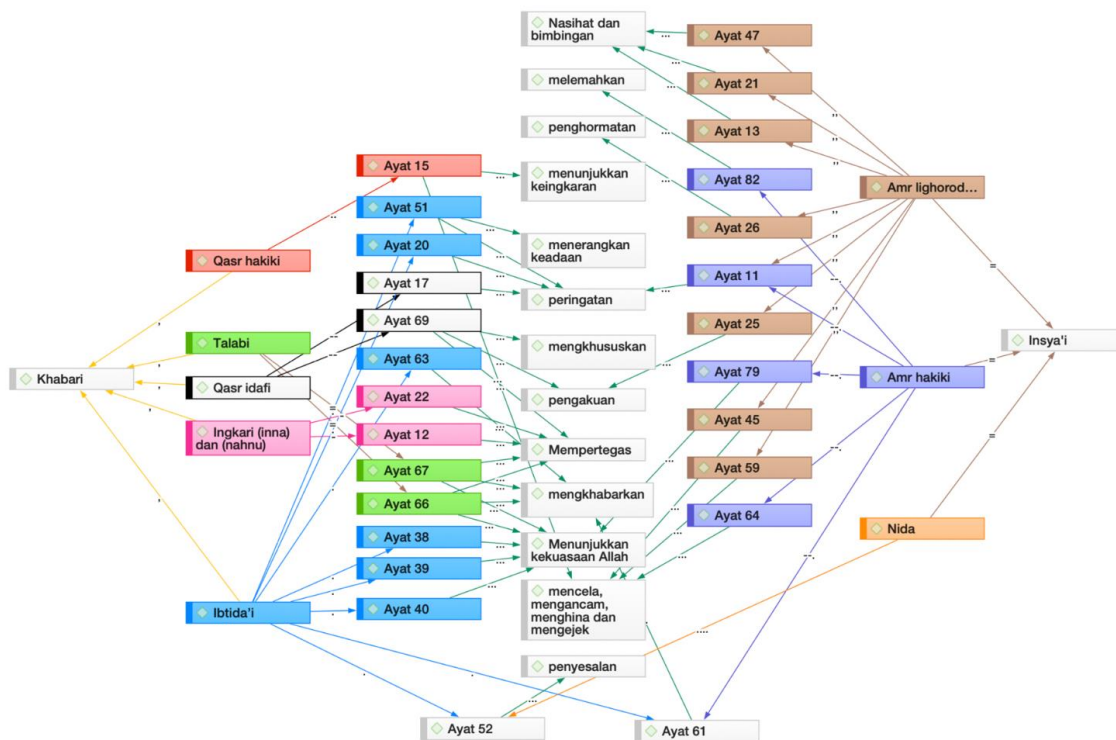 Nasihat dan
bimbingan
Ayat 47
melemahkan
Ayat 21
penghormatan
Ayat 13
Ayat 15
menunjukkan
keingkaran
Ayat 82
Amr lighorod...
Ayat 51
Ayat 26
Qasr hakiki
Ayat 20
menerangkan
keadaan
Ayat 17
peringatan
Ayat 11
Ayat 69
Ayat 25
Talabi
mengkhususkan
Insya'i
Khabari
Ayat 63
Ayat 79
Amr hakiki
Qasr idafi
Ayat 22
pengakuan
Ingkari (inna)
dan (nahnu)
Ayat 12
Mempertegas
Ayat 45
Ayat 67
Ayat 59
Ayat 66
mengkhabarkan
Ayat 64
Ayat 38
Menunjukkan
kekuasaan Allah
Nida
Ayat 39
Ibtida'i
Ayat 40
mencela,
mengancam,
menghina dan
mengejek
penyesalan
Ayat 52
Ayat 61